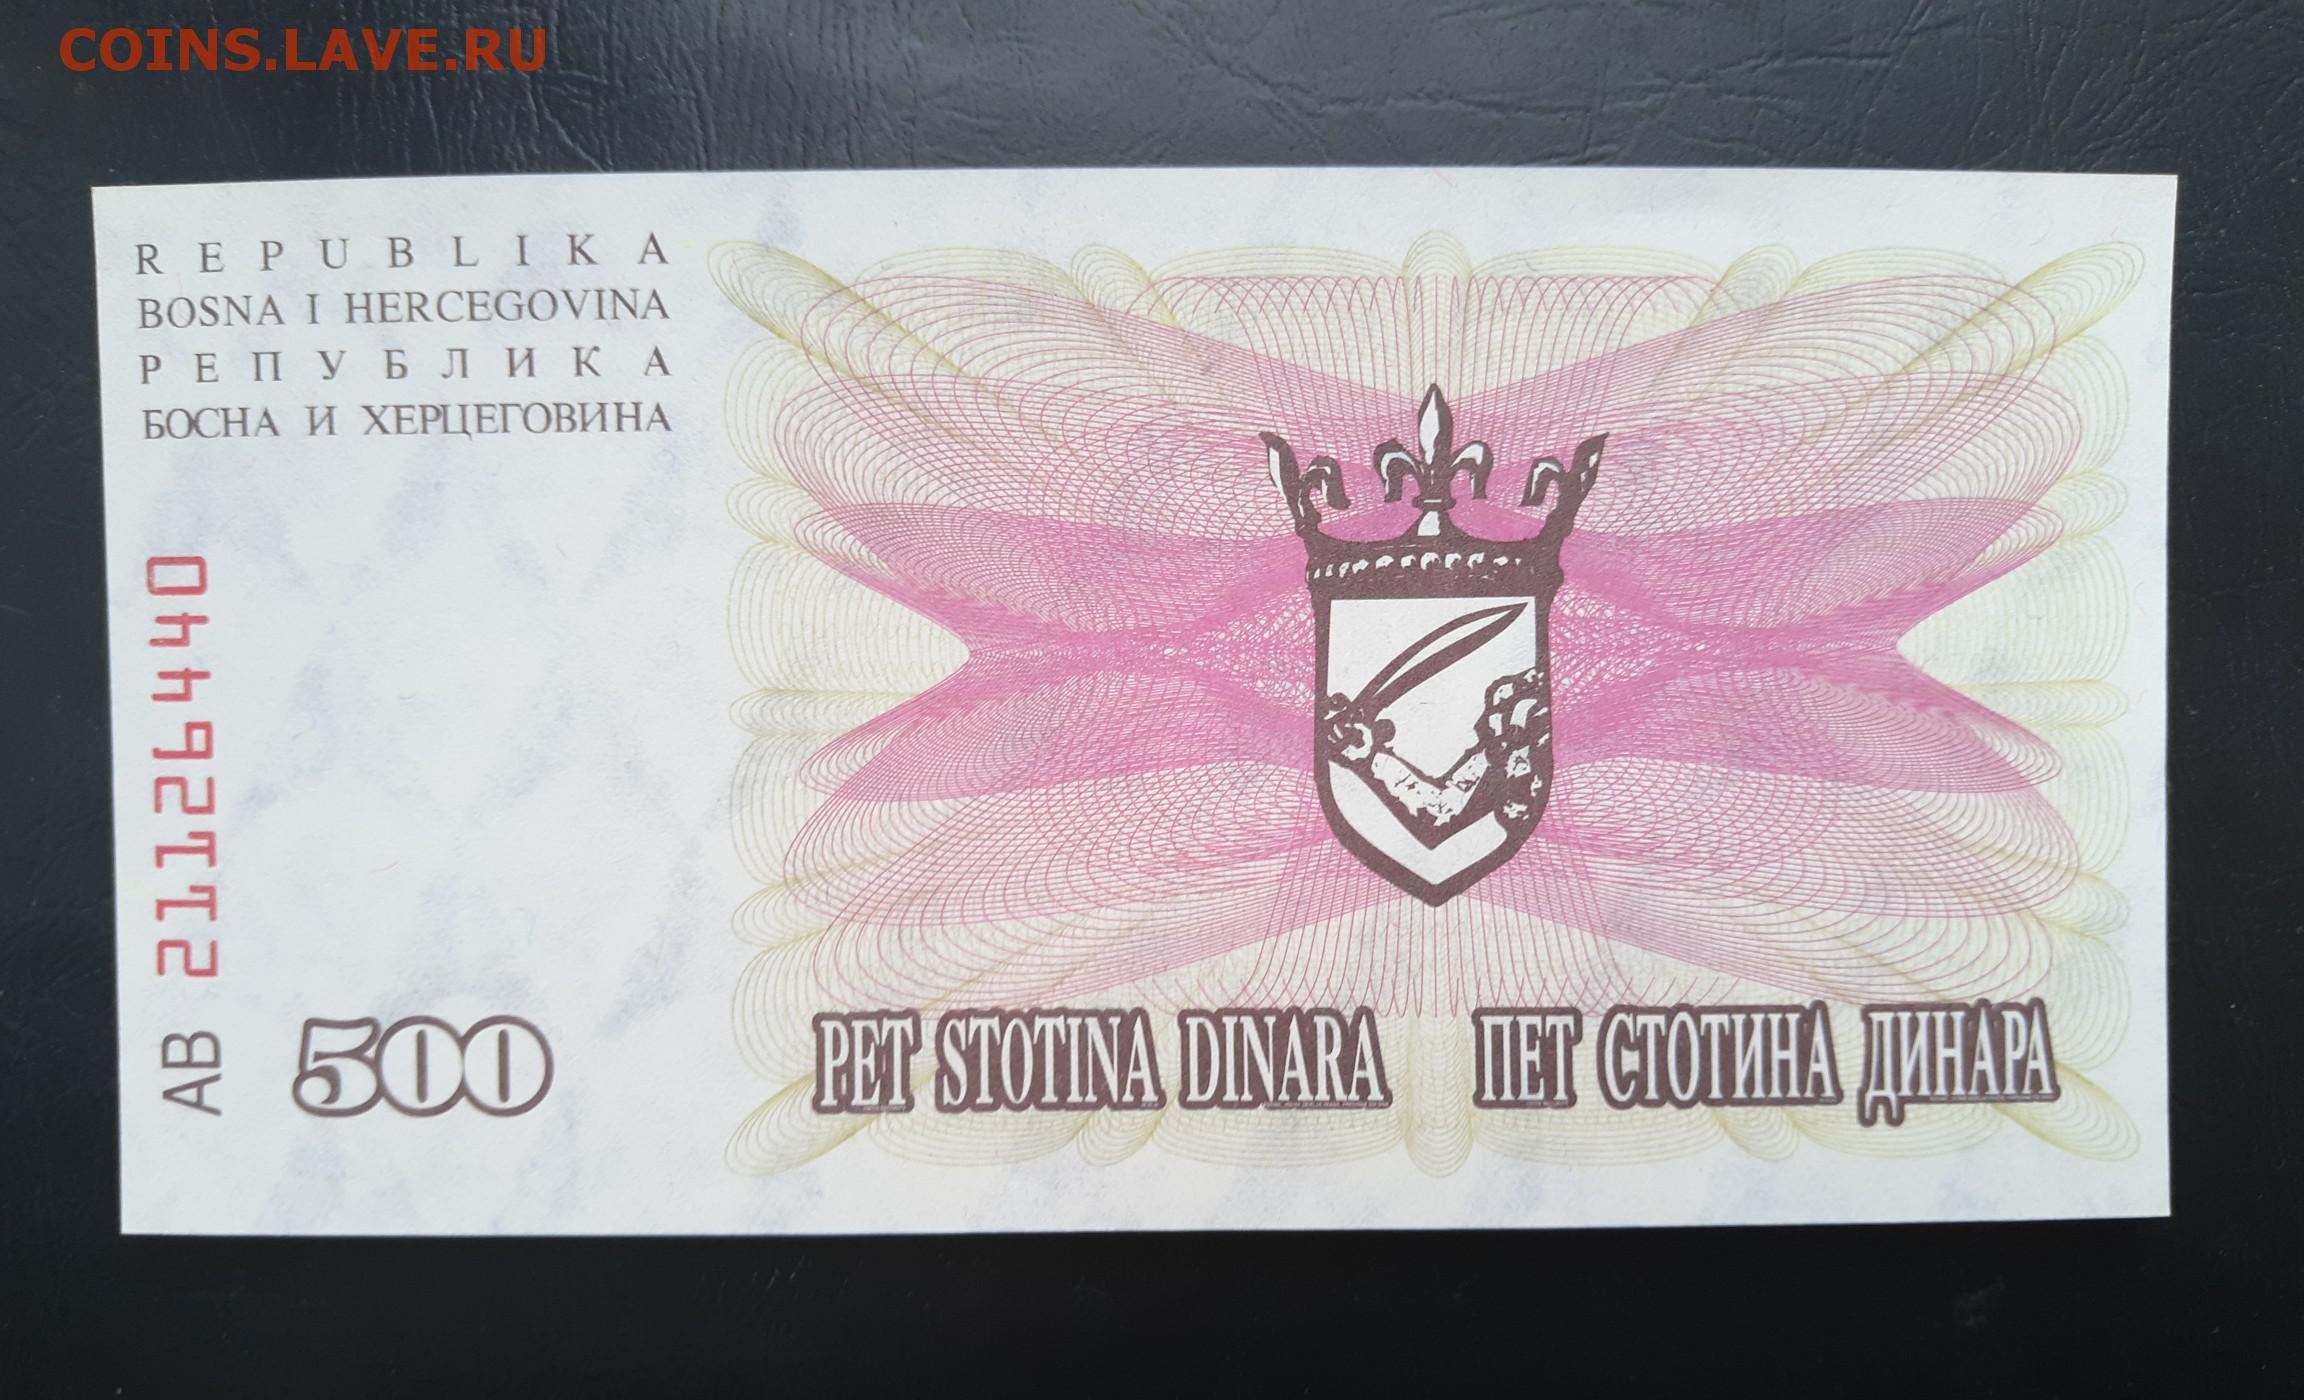 COINS.LAVE.RU
REPUBLIKA
BOSNA I HERCEGOVINA
РЕПУБЛИКА
БОСНА И ХЕРЦЕГОВИНА
AB 21126440
500
PET STOTINA DINARA
ПЕТ СТОТИНА ДИНАРА